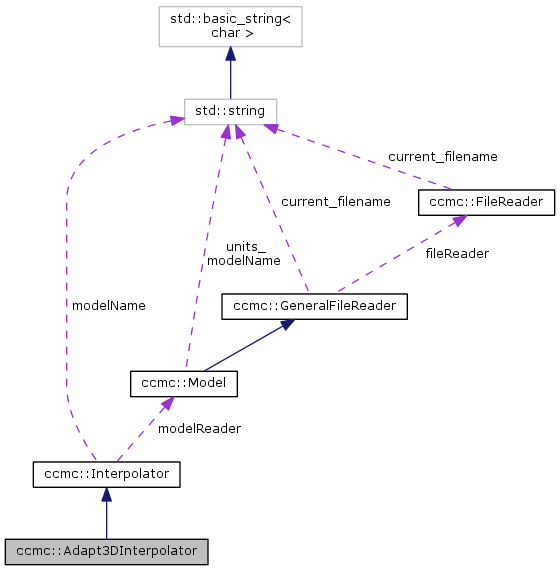 std::basic_string<
char >
std::string
current_filename
ccmc::FileReader
current_filename
units_
modelName
fileReader
modelName
ccmc::GeneralFileReader
ccmc::Model
modelReader
ccmc::Interpolator
ccmc::Adapt3DInterpolator